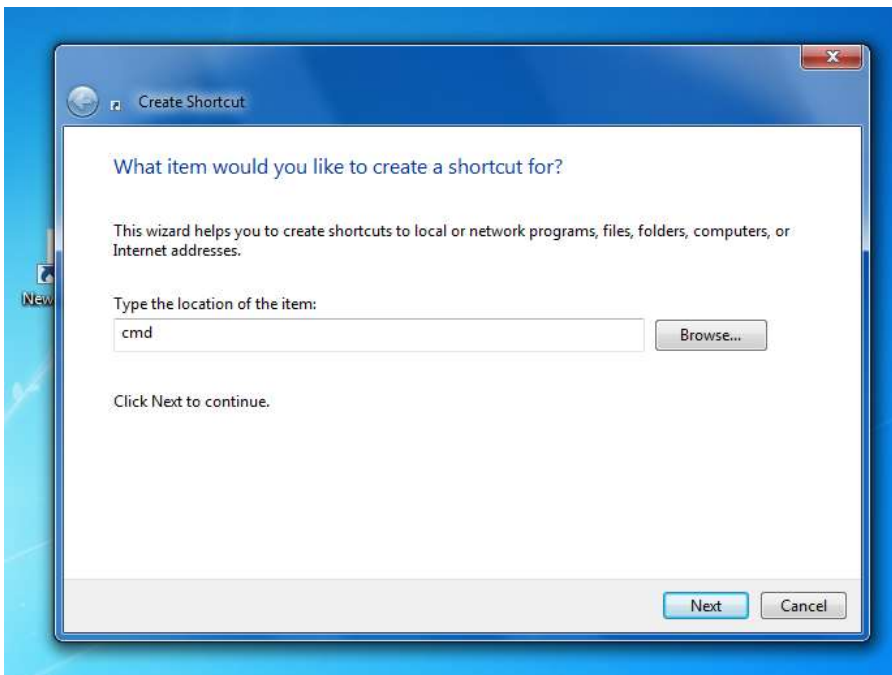 Create Shortcut
What item would you like to create a shortcut for?
This wizard helps you to create shortcuts to local or network programs, files, folders, computers, or
Internet addresses.
New
Type the location of the item:
cmd
Browse...
Click Next to continue.
Next
Cancel